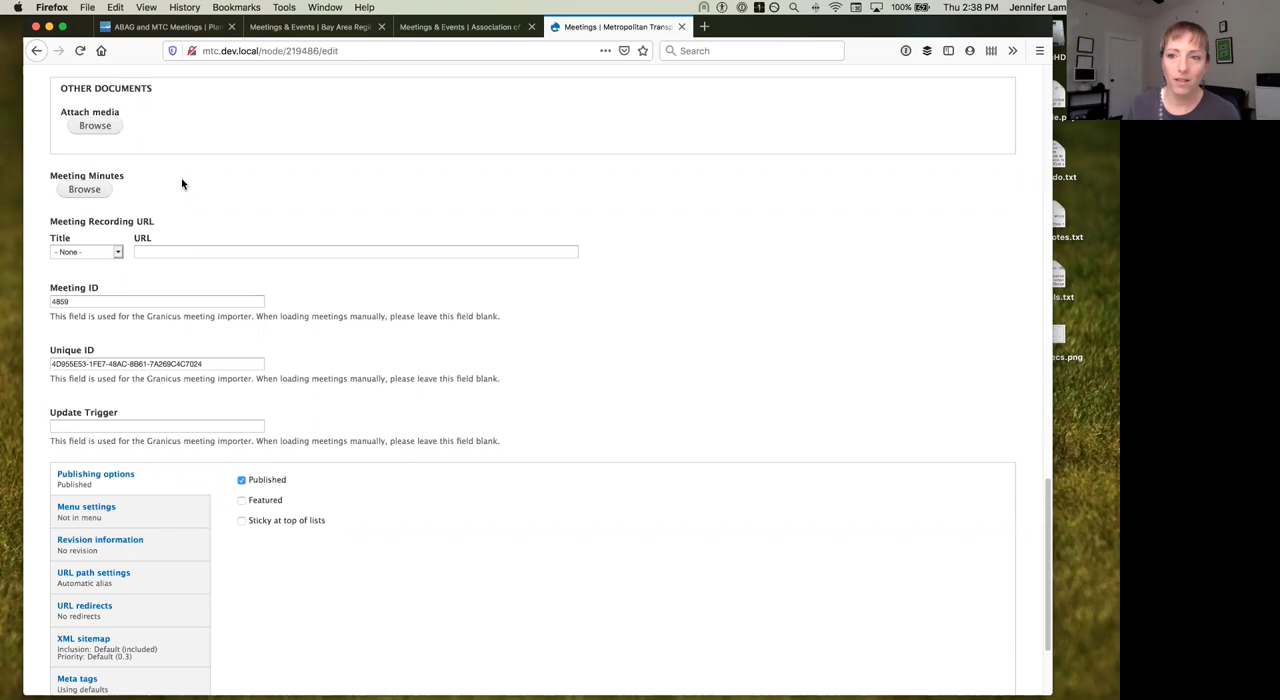 Firefox File Edit View History Bookmarks Tools Window Help 100% Thu 2:38 PM Jennifer Lam
ABAG and MTC Meetings | Plan Meetings & Events | Bay Area Regi Meetings & Events | Association of Meetings | Metropolitan Transp
mtc.dev.local/node/219486/edit Search
HD
OTHER DOCUMENTS
Attach media
Browse
Meeting Minutes
Browse
do.txt
Meeting Recording URL
Title URL
otes.txt
- None -
Meeting ID
4859
ls.txt
This field is used for the Granicus meeting importer. When loading meetings manually, please leave this field blank.
Unique ID
ecs.png
4D955E53-1FE7-48AC-8B61-7A269C4C7024
This field is used for the Granicus meeting importer. When loading meetings manually, please leave this field blank.
Update Trigger
This field is used for the Granicus meeting importer. When loading meetings manually, please leave this field blank.
Publishing options
Published
Published
Featured
Sticky at top of lists
Menu settings
Not in menu
Revision information
No revision
URL path settings
Automatic alias
URL redirects
No redirects
XML sitemap
Inclusion: Default (included)
Priority: Default (0.3)
Meta tags
Using defaults